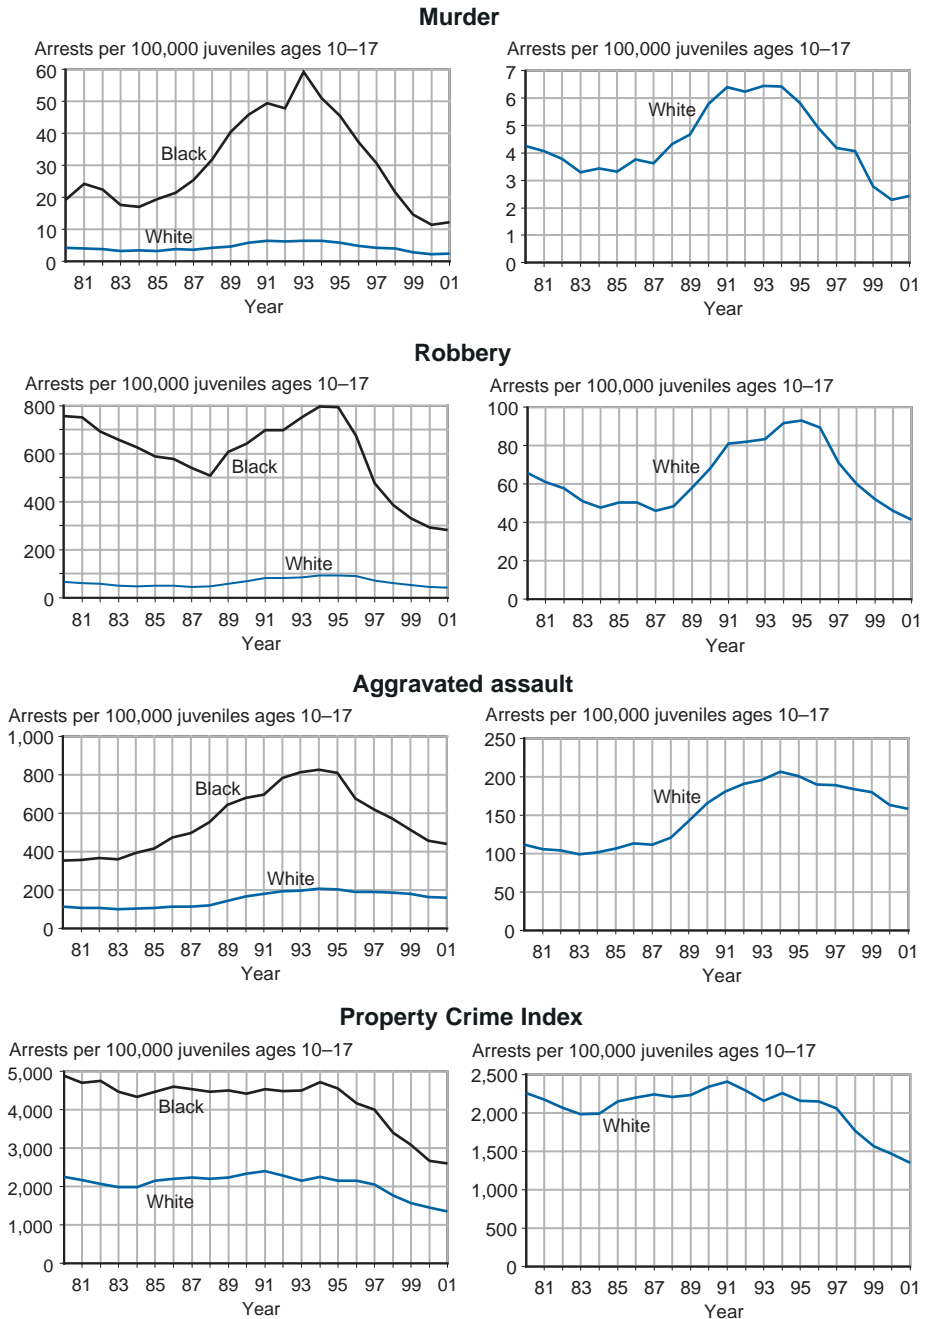 Murder
Arrests per 100,000 juveniles ages 10–17
60
50
40
30
20
10
0
Black
White
81 83 85 87 89 91 93 95 97 99 01
Year
Arrests per 100,000 juveniles ages 10–17
7
6
5
4
3
2
1
0
White
81 83 85 87 89 91 93 95 97 99 01
Year
Robbery
Arrests per 100,000 juveniles ages 10–17
800
600
400
200
0
Black
White
81 83 85 87 89 91 93 95 97 99 01
Year
Arrests per 100,000 juveniles ages 10–17
100
80
60
40
20
0
White
81 83 85 87 89 91 93 95 97 99 01
Year
Aggravated assault
Arrests per 100,000 juveniles ages 10–17
1,000
800
600
400
200
0
Black
White
81 83 85 87 89 91 93 95 97 99 01
Year
Arrests per 100,000 juveniles ages 10–17
250
200
150
100
50
0
White
81 83 85 87 89 91 93 95 97 99 01
Year
Property Crime Index
Arrests per 100,000 juveniles ages 10–17
5,000
4,000
3,000
2,000
1,000
0
Black
White
81 83 85 87 89 91 93 95 97 99 01
Year
Arrests per 100,000 juveniles ages 10–17
2,500
2,000
1,500
1,000
500
0
White
81 83 85 87 89 91 93 95 97 99 01
Year